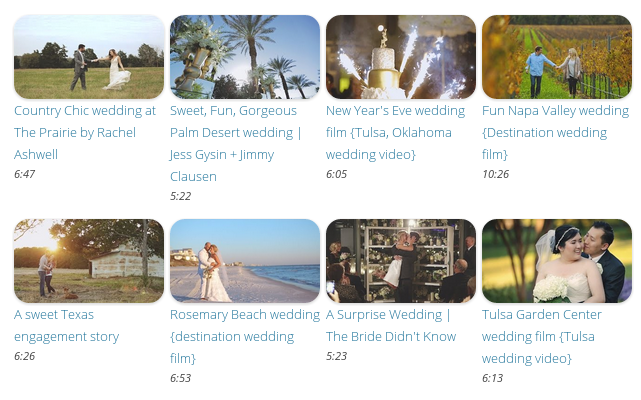 Country Chic wedding at
The Prairie by Rachel
Ashwell
6:47
Sweet, Fun, Gorgeous
Palm Desert wedding |
Jess Gysin + Jimmy
Clausen
5:22
New Year's Eve wedding
film {Tulsa, Oklahoma
wedding video}
6:05
Fun Napa Valley wedding
{Destination wedding
film}
10:26
A sweet Texas
engagement story
6:26
Rosemary Beach wedding
{destination wedding
film}
6:53
A Surprise Wedding |
The Bride Didn't Know
5:23
Tulsa Garden Center
wedding film {Tulsa
wedding video}
6:13